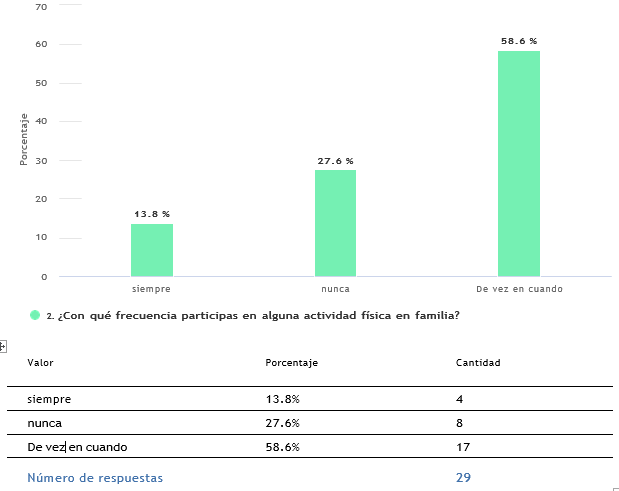 70
60
50
40
30
20
10
0
Porcentaje
13.8 %
27.6 %
58.6 %
siempre nunca De vez en cuando
2. ¿Con qué frecuencia participas en alguna actividad física en familia?
Valor Porcentaje Cantidad
siempre 13.8% 4
nunca 27.6% 8
De vez en cuando 58.6% 17
Número de respuestas 29